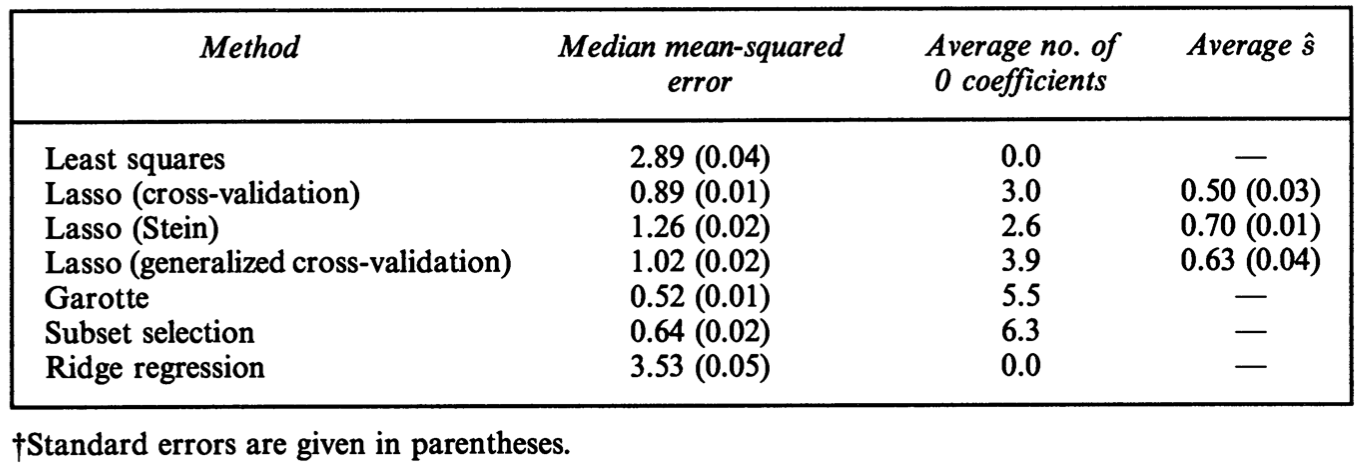 Method Median mean-squared error Average no. of 0 coefficients Average ŝ
Least squares 2.89 (0.04) 0.0 —
Lasso (cross-validation) 0.89 (0.01) 3.0 0.50 (0.03)
Lasso (Stein) 1.26 (0.02) 2.6 0.70 (0.01)
Lasso (generalized cross-validation) 1.02 (0.02) 3.9 0.63 (0.04)
Garotte 0.52 (0.01) 5.5 —
Subset selection 0.64 (0.02) 6.3 —
Ridge regression 3.53 (0.05) 0.0 —
†Standard errors are given in parentheses.